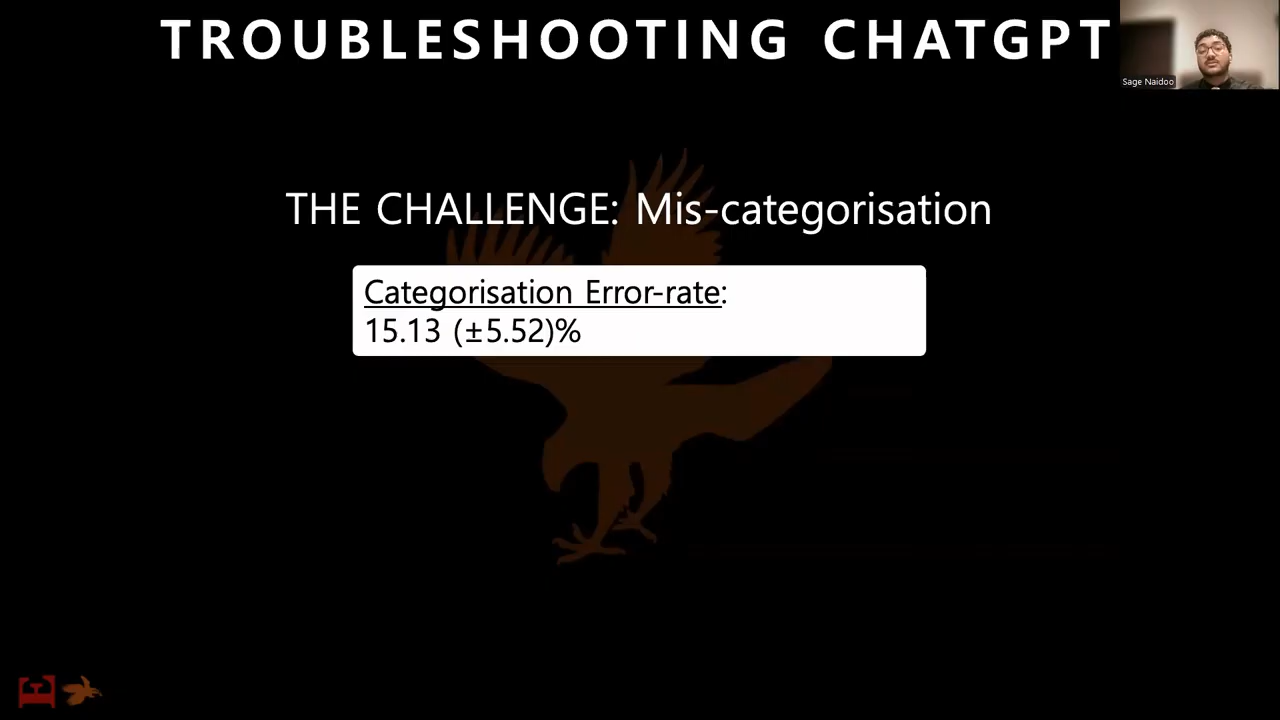 TROUBLESHOOTING CHATGPT
Sage Naidoo
THE CHALLENGE: Mis-categorisation
Categorisation Error-rate:
15.13 (±5.52)%
E